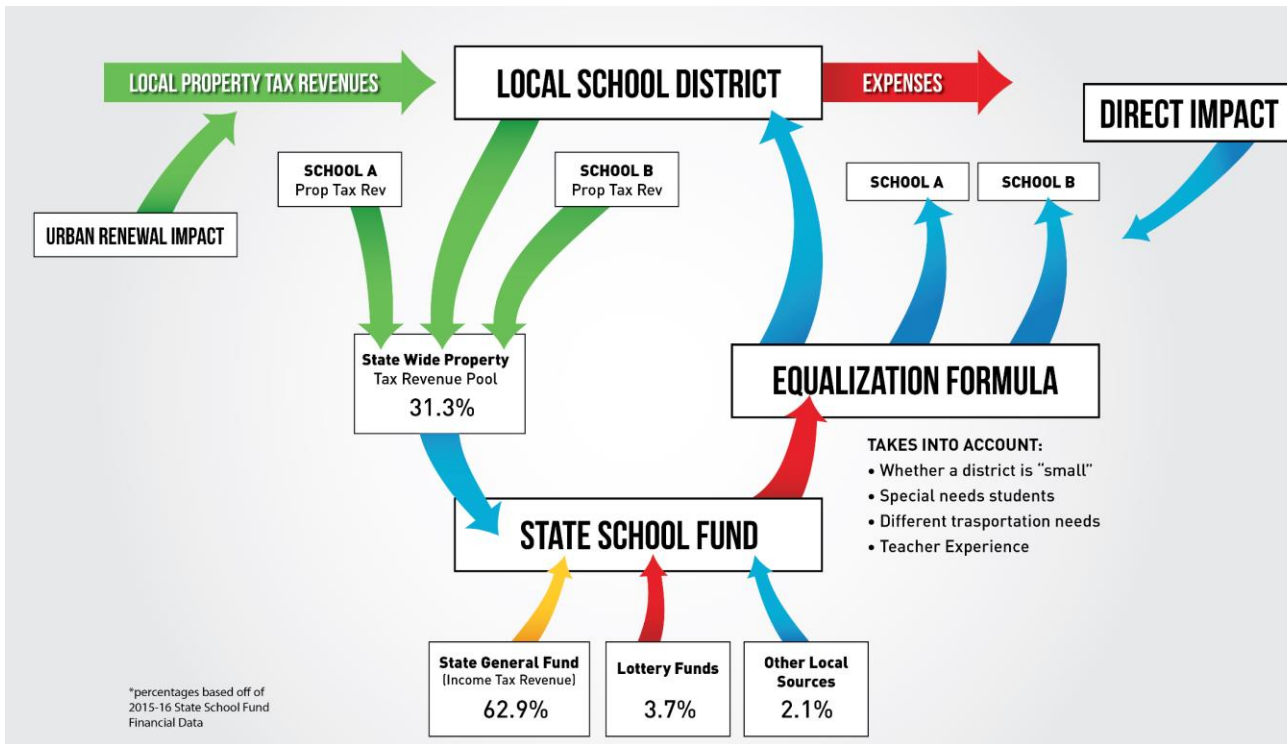 LOCAL PROPERTY TAX REVENUES
LOCAL SCHOOL DISTRICT
EXPENSES
DIRECT IMPACT
SCHOOL A
Prop Tax Rev
SCHOOL B
Prop Tax Rev
SCHOOL A
SCHOOL B
URBAN RENEWAL IMPACT
State Wide Property
Tax Revenue Pool
31.3%
EQUALIZATION FORMULA
TAKES INTO ACCOUNT:
• Whether a district is “small”
• Special needs students
• Different trasportation needs
• Teacher Experience
STATE SCHOOL FUND
State General Fund
(Income Tax Revenue)
62.9%
Lottery Funds
3.7%
Other Local
Sources
2.1%
*percentages based off of
2015-16 State School Fund
Financial Data